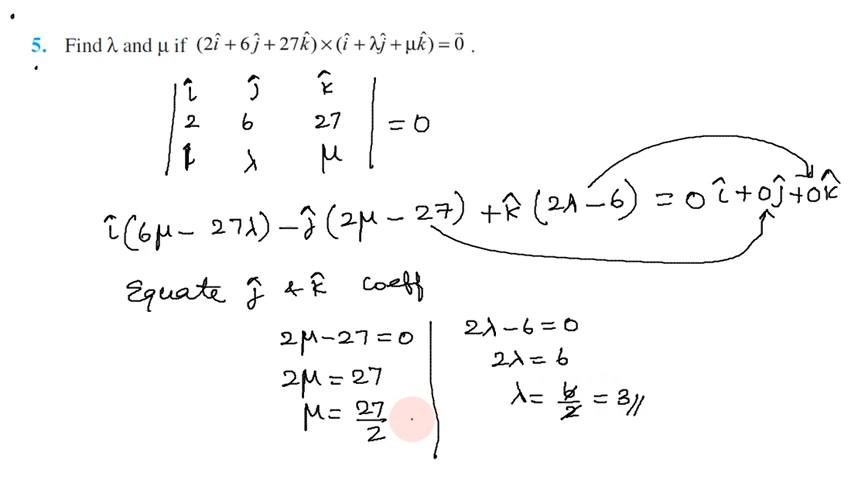 5. Find λ and μ if (2î + 6ĵ + 27k̂) × (î + λĵ + μk̂) = 0⃗ .
| î ĵ k̂ |
| 2 6 27 | = 0
| 1 λ μ |
î(6μ − 27λ) − ĵ(2μ − 27) + k̂(2λ − 6) = 0î + 0ĵ + 0k̂
Equate ĵ & k̂ coeff
2μ − 27 = 0
2μ = 27
μ = 27/2
2λ − 6 = 0
2λ = 6
λ = 6/2 = 3//